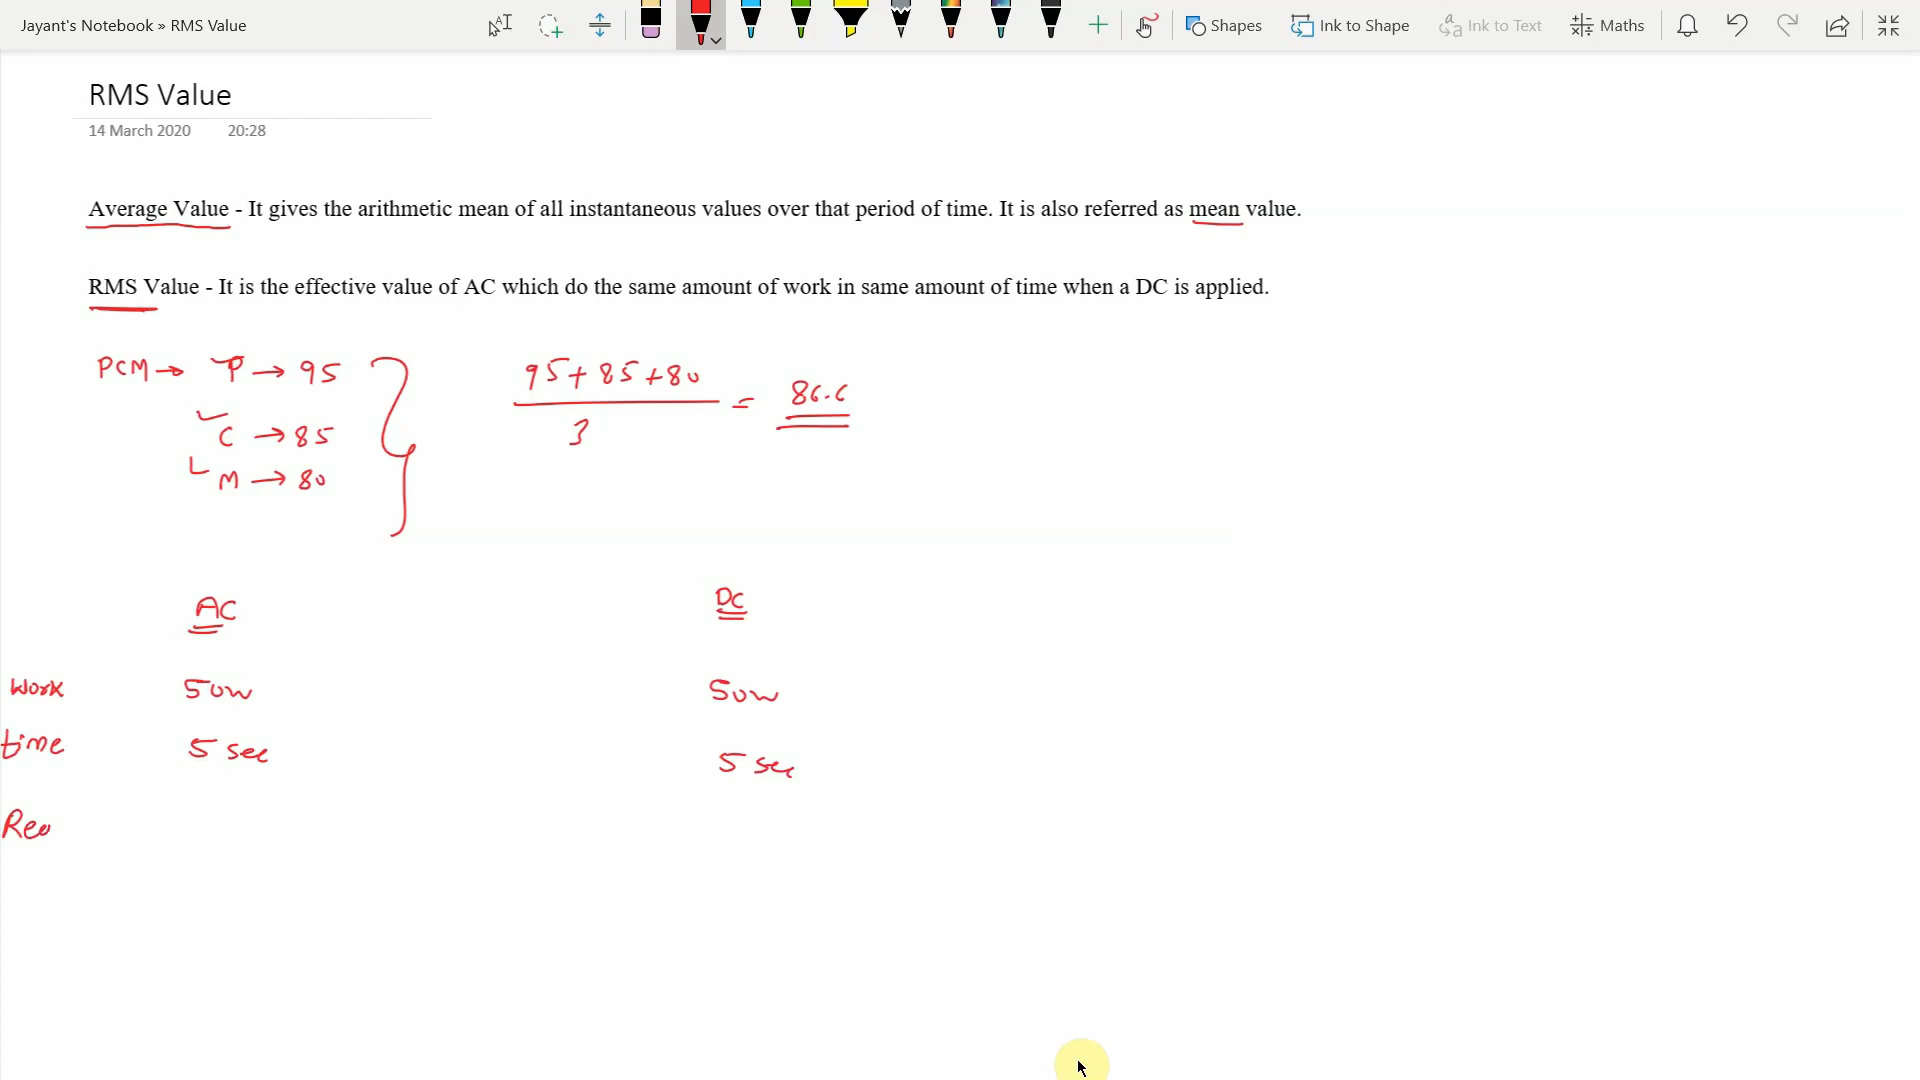 Jayant's Notebook » RMS Value
Shapes
Ink to Shape
Ink to Text
Maths
RMS Value
14 March 2020 20:28
Average Value - It gives the arithmetic mean of all instantaneous values over that period of time. It is also referred as mean value.
RMS Value - It is the effective value of AC which do the same amount of work in same amount of time when a DC is applied.
PCM → P → 95
C → 85
M → 80
95+85+80
3
= 86.6
AC DC
Work 50W 50W
time 5 sec 5 sec
Rea